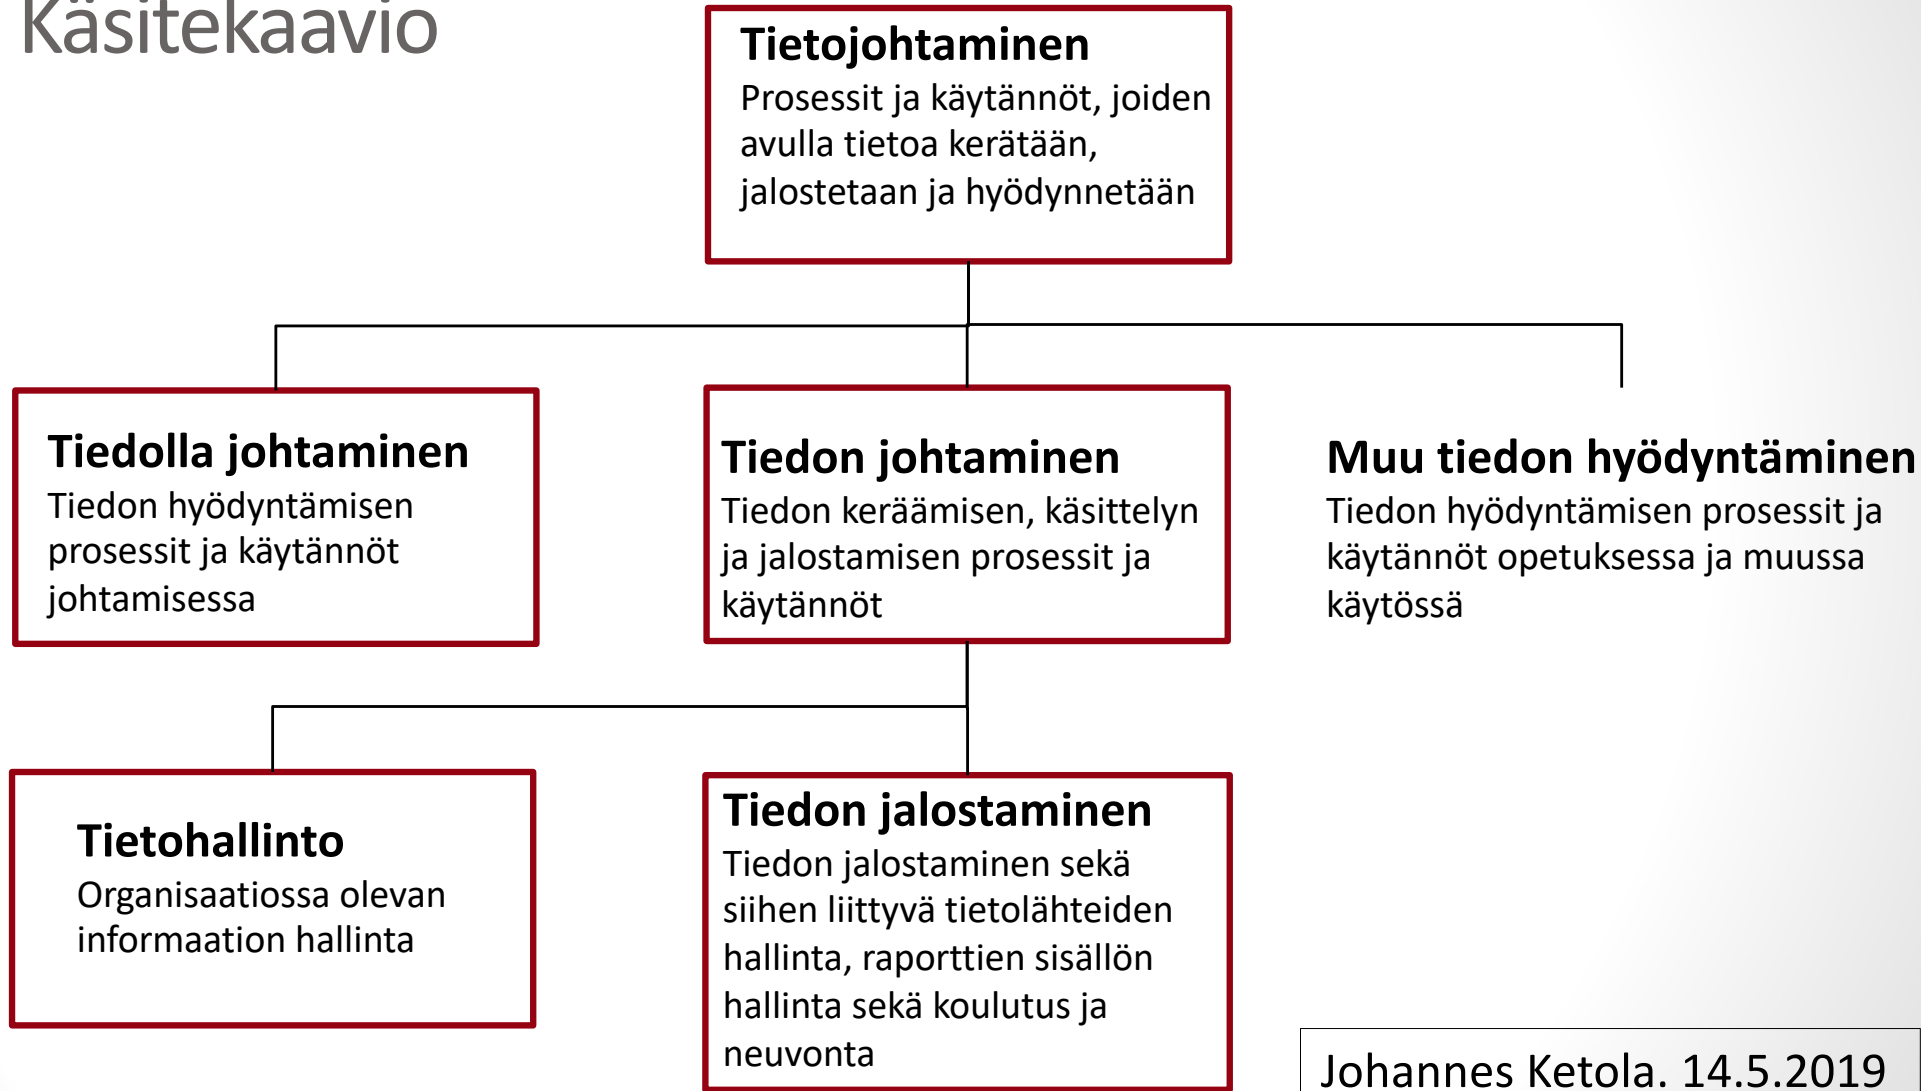 Käsitekaavio
Tietojohtaminen
Prosessit ja käytännöt, joiden
avulla tietoa kerätään,
jalostetaan ja hyödynnetään
Tiedolla johtaminen
Tiedon hyödyntämisen
prosessit ja käytännöt
johtamisessa
Tiedon johtaminen
Tiedon keräämisen, käsittelyn
ja jalostamisen prosessit ja
käytännöt
Muu tiedon hyödyntäminen
Tiedon hyödyntämisen prosessit ja
käytännöt opetuksessa ja muussa
käytössä
Tietohallinto
Organisaatiossa olevan
informaation hallinta
Tiedon jalostaminen
Tiedon jalostaminen sekä
siihen liittyvä tietolähteiden
hallinta, raporttien sisällön
hallinta sekä koulutus ja
neuvonta
Johannes Ketola. 14.5.2019